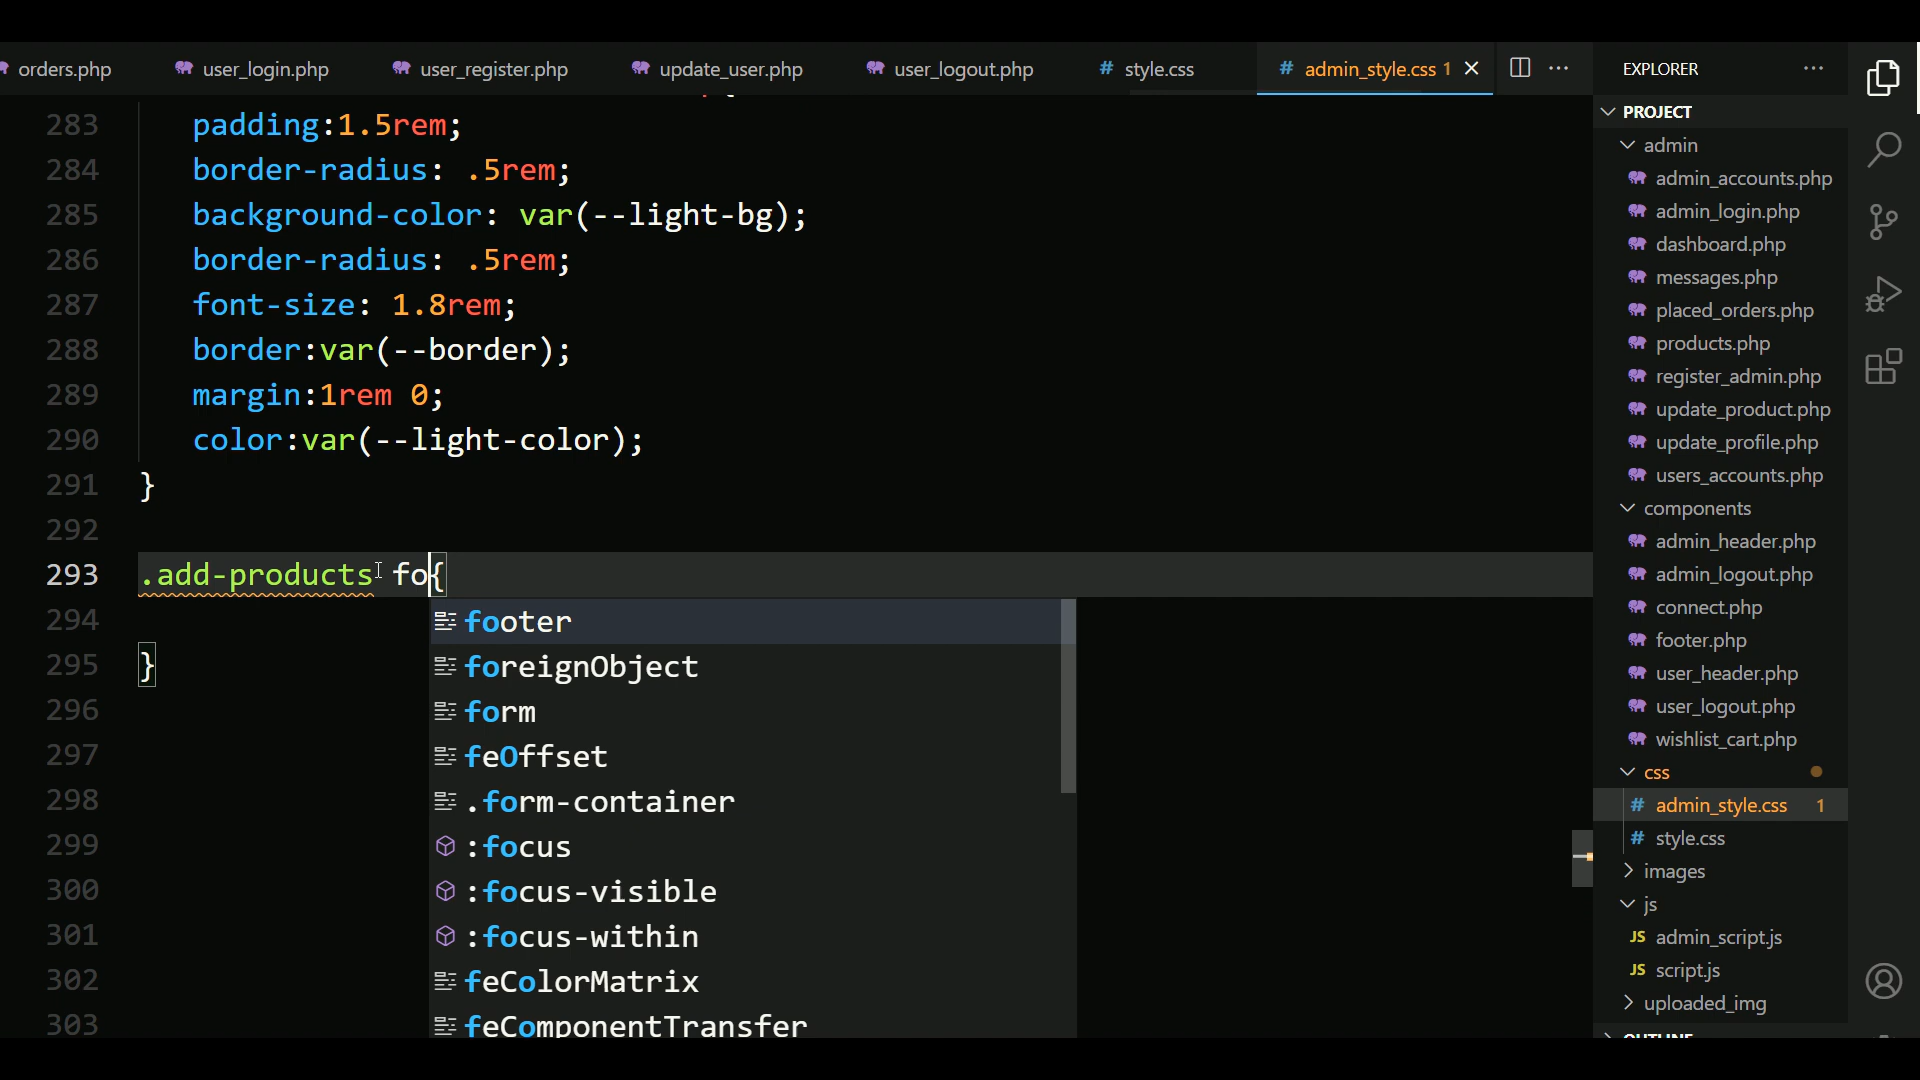 orders.php
user_login.php
user_register.php
update_user.php
user_logout.php
# style.css
# admin_style.css 1
283 padding:1.5rem;
284 border-radius: .5rem;
285 background-color: var(--light-bg);
286 border-radius: .5rem;
287 font-size: 1.8rem;
288 border:var(--border);
289 margin:1rem 0;
290 color:var(--light-color);
291 }
292
293 .add-products fo{
294
295 }
296
297
298
299
300
301
302
303
footer
foreignObject
form
feOffset
.form-container
:focus
:focus-visible
:focus-within
feColorMatrix
feComponentTransfer
EXPLORER
PROJECT
admin
admin_accounts.php
admin_login.php
dashboard.php
messages.php
placed_orders.php
products.php
register_admin.php
update_product.php
update_profile.php
users_accounts.php
components
admin_header.php
admin_logout.php
connect.php
footer.php
user_header.php
user_logout.php
wishlist_cart.php
css
# admin_style.css 1
# style.css
images
js
JS admin_script.js
JS script.js
uploaded_img
OUTLINE